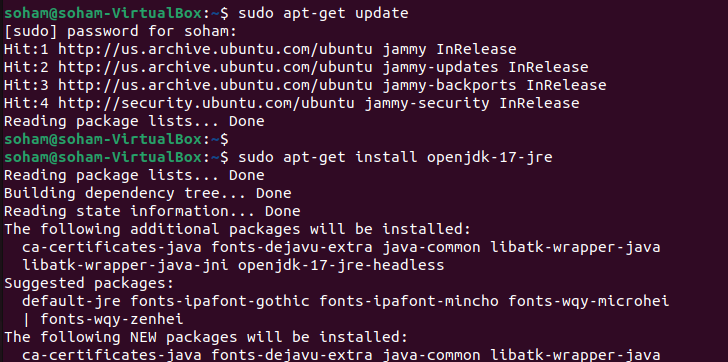 soham@soham-VirtualBox:~$ sudo apt-get update
[sudo] password for soham:
Hit:1 http://us.archive.ubuntu.com/ubuntu jammy InRelease
Hit:2 http://us.archive.ubuntu.com/ubuntu jammy-updates InRelease
Hit:3 http://us.archive.ubuntu.com/ubuntu jammy-backports InRelease
Hit:4 http://security.ubuntu.com/ubuntu jammy-security InRelease
Reading package lists... Done
soham@soham-VirtualBox:~$
soham@soham-VirtualBox:~$ sudo apt-get install openjdk-17-jre
Reading package lists... Done
Building dependency tree... Done
Reading state information... Done
The following additional packages will be installed:
  ca-certificates-java fonts-dejavu-extra java-common libatk-wrapper-java
  libatk-wrapper-java-jni openjdk-17-jre-headless
Suggested packages:
  default-jre fonts-ipafont-gothic fonts-ipafont-mincho fonts-wqy-microhei
  | fonts-wqy-zenhei
The following NEW packages will be installed:
  ca-certificates-java fonts-dejavu-extra java-common libatk-wrapper-java